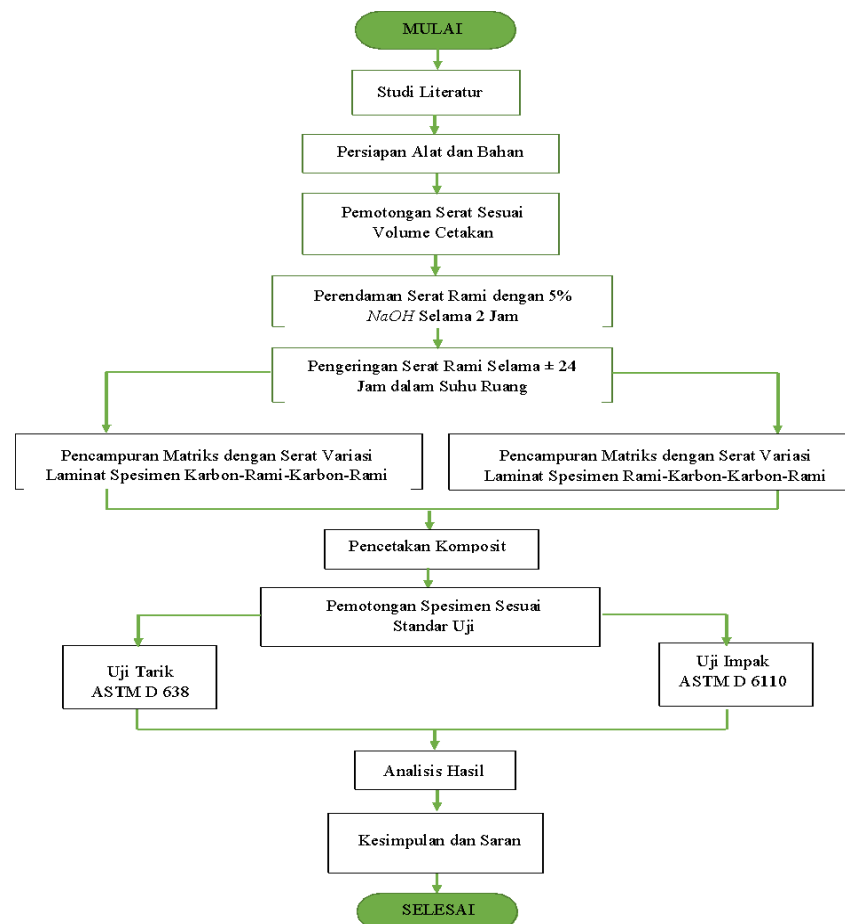 MULAI
Studi Literatur
Persiapan Alat dan Bahan
Pemotongan Serat Sesuai
Volume Cetakan
Perendaman Serat Rami dengan 5%
NaOH Selama 2 Jam
Pengeringan Serat Rami Selama ± 24
Jam dalam Suhu Ruang
Pencampuran Matriks dengan Serat Variasi
Laminat Spesimen Karbon-Rami-Karbon-Rami
Pencampuran Matriks dengan Serat Variasi
Laminat Spesimen Rami-Karbon-Karbon-Rami
Pencetakan Komposit
Pemotongan Spesimen Sesuai
Standar Uji
Uji Tarik
ASTM D 638
Uji Impak
ASTM D 6110
Analisis Hasil
Kesimpulan dan Saran
SELESAI